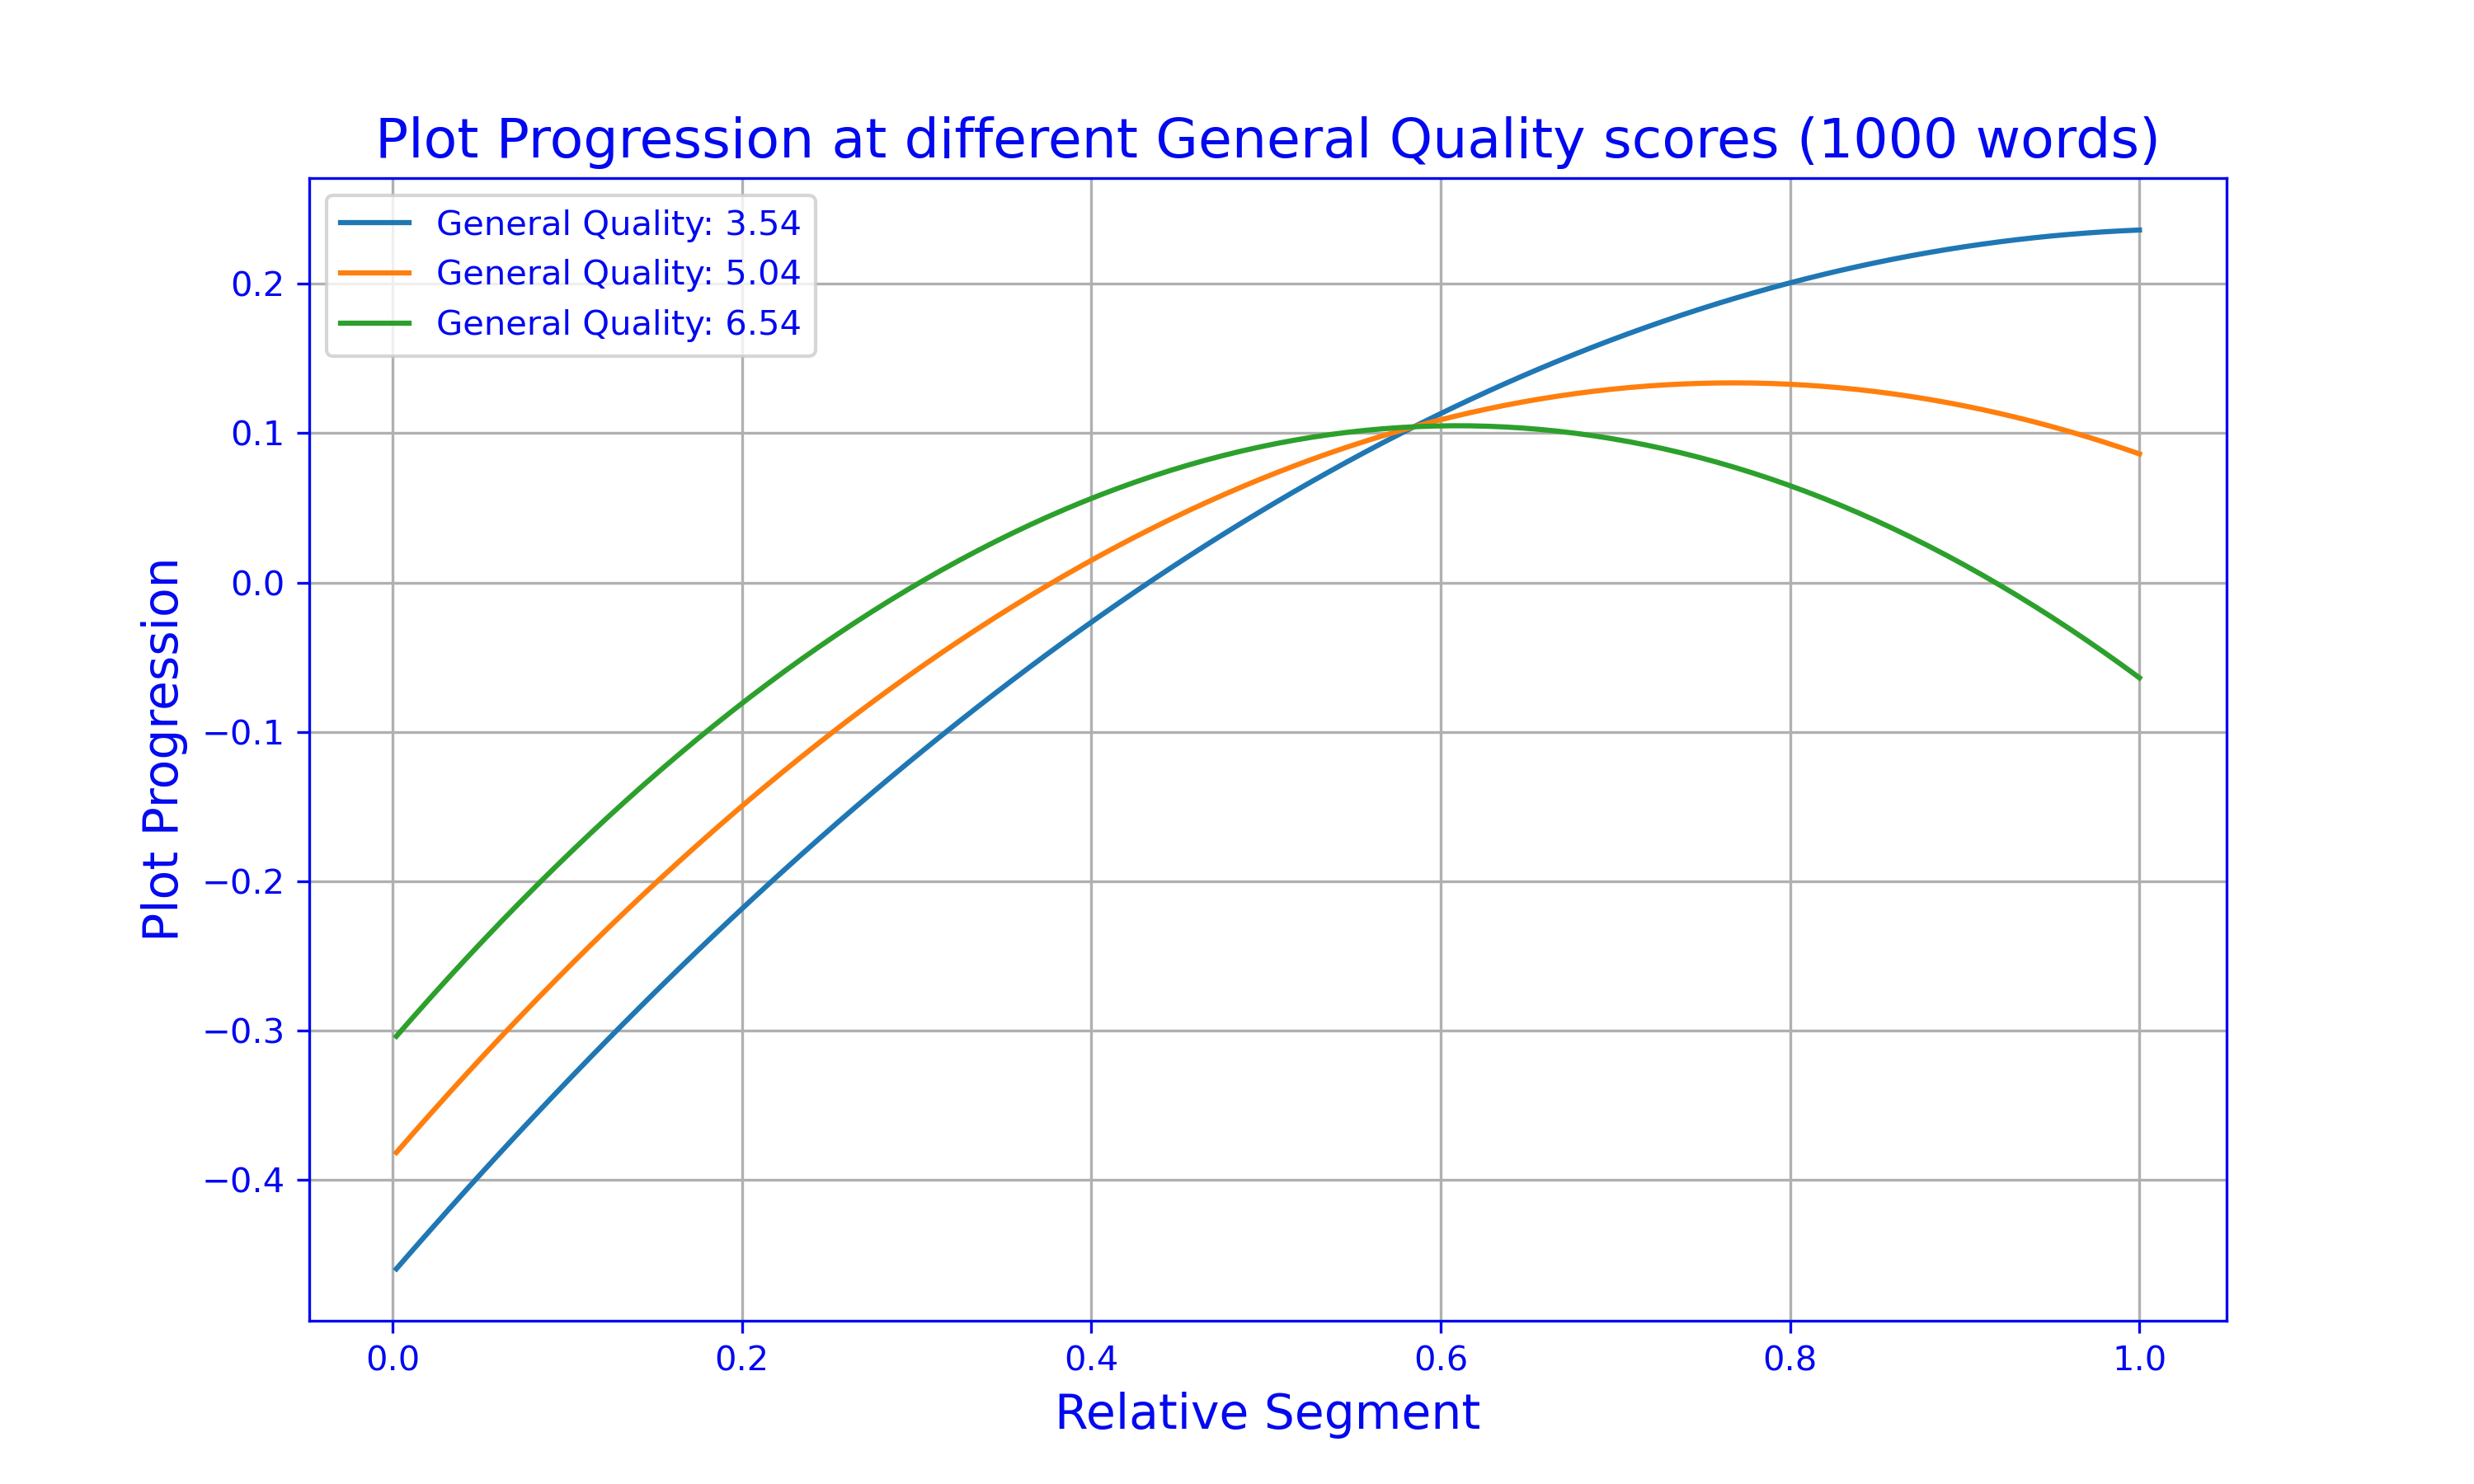 Plot Progression at different General Quality scores (1000 words)
General Quality: 3.54
General Quality: 5.04
General Quality: 6.54
Plot Progression
0.2
0.1
0.0
−0.1
−0.2
−0.3
−0.4
0.0 0.2 0.4 0.6 0.8 1.0
Relative Segment